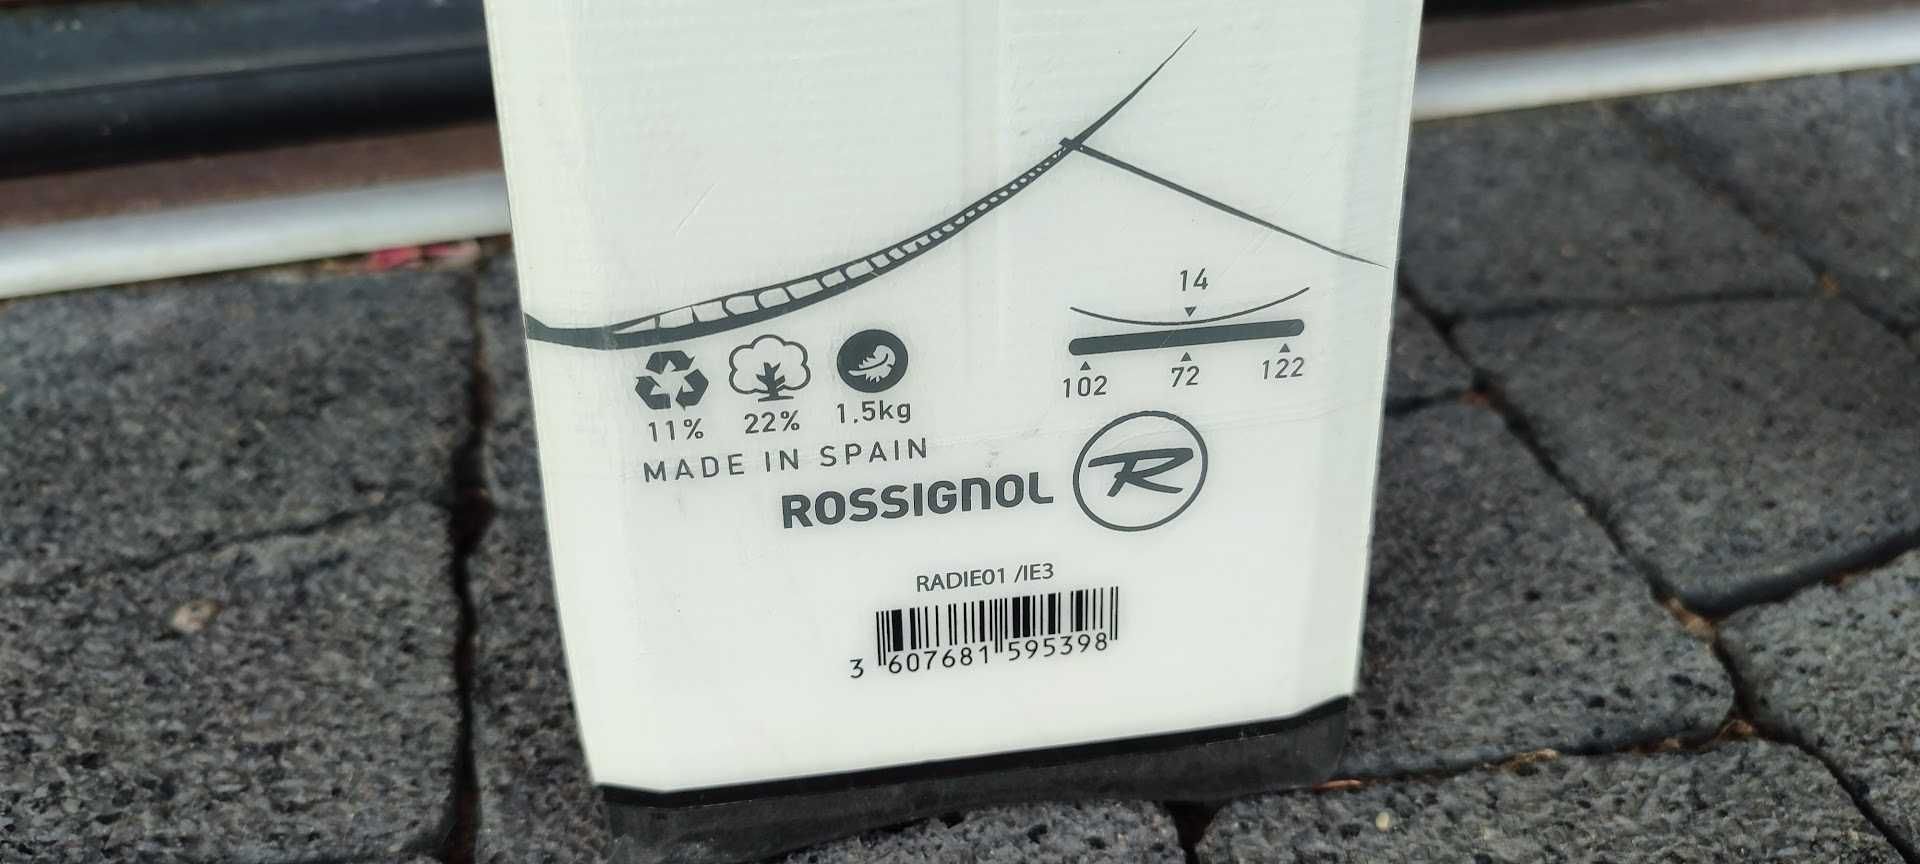 14
102 72 122
11% 22% 1.5kg
MADE IN SPAIN
ROSSIGNOL R
RADIE01 /IE3
3 607681 595398